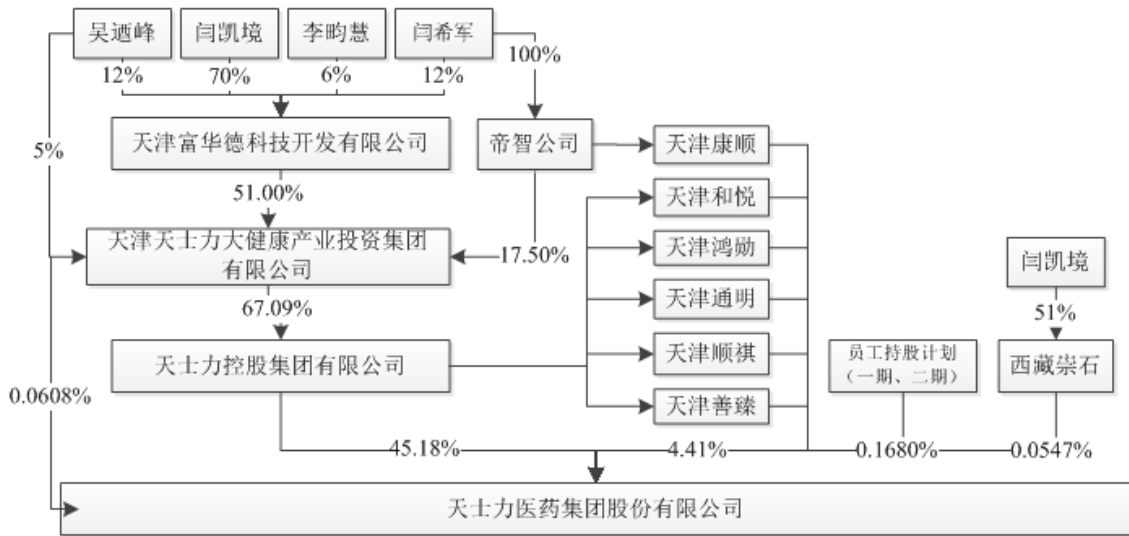 吴迺峰
闫凯境
李畇慧
闫希军
12%
70%
6%
12%
100%
天津富华德科技开发有限公司
帝智公司
天津康顺
5%
51.00%
天津和悦
天津天士力大健康产业投资集团
有限公司
17.50%
天津鸿勋
闫凯境
67.09%
天津通明
51%
天士力控股集团有限公司
天津顺祺
员工持股计划
（一期、二期）
西藏崇石
0.0608%
天津善臻
45.18%
4.41%
0.1680%
0.0547%
天士力医药集团股份有限公司